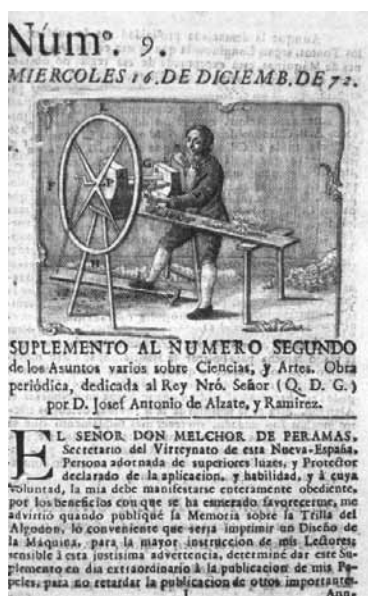 Núm°. 9.
MIERCOLES 16. DE DICIEMB. DE 72.
E
G
F
P
H
SUPLEMENTO AL NUMERO SEGUNDO
de los Asuntos varios sobre Ciencias, y Artes. Obra
periódica, dedicada al Rey Nró. Señor (Q. D. G.)
por D. Josef Antonio de Alzate, y Ramirez.
EL SEÑOR DON MELCHOR DE PERAMAS,
Secretario del Virreynato de esta Nueva-España,
Persona adornada de superiores luzes, y Protector
declarado de la aplicacion, y habilidad, y à cuya
voluntad, la mia debe manifestarse enteramente obediente,
por los beneficios con que se ha esmerado favorecerme, me
advirtió quando publiquè la Memoria sobre la Trilla del
Algodon, lo conveniente que seria imprimir un Diseño de
la Maquina, para la mayor instruccion de mis Lectores,
sensible à esta justisima advertencia, determinè dar este Su-
plemento en dia extraordinario à la publicacion de mis Pa-
peles, para no retardar la publicacion de otros importantes.
I
Ann-